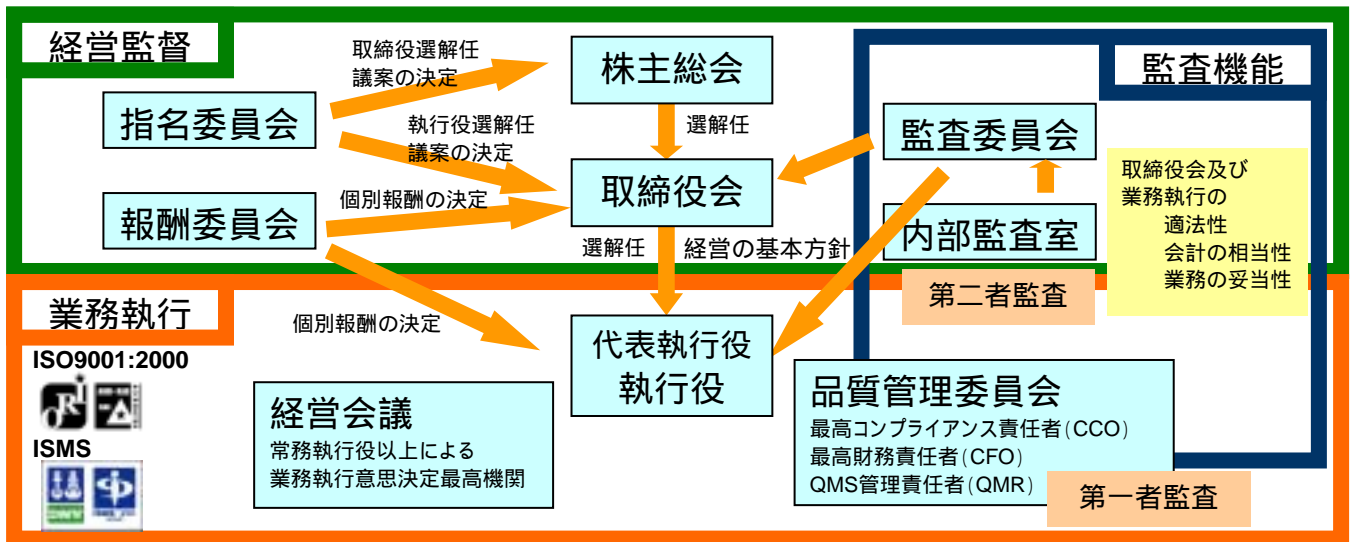 経営監督
取締役選解任
議案の決定
株主総会
監査機能
指名委員会
執行役選解任
議案の決定
選解任
監査委員会
取締役会及び
業務執行の
適法性
会計の相当性
業務の妥当性
個別報酬の決定
取締役会
報酬委員会
内部監査室
選解任
経営の基本方針
第二者監査
業務執行
個別報酬の決定
代表執行役
執行役
ISO9001:2000
ISMS
経営会議
常務執行役以上による
業務執行意思決定最高機関
品質管理委員会
最高コンプライアンス責任者(CCO)
最高財務責任者(CFO)
QMS管理責任者(QMR)
第一者監査